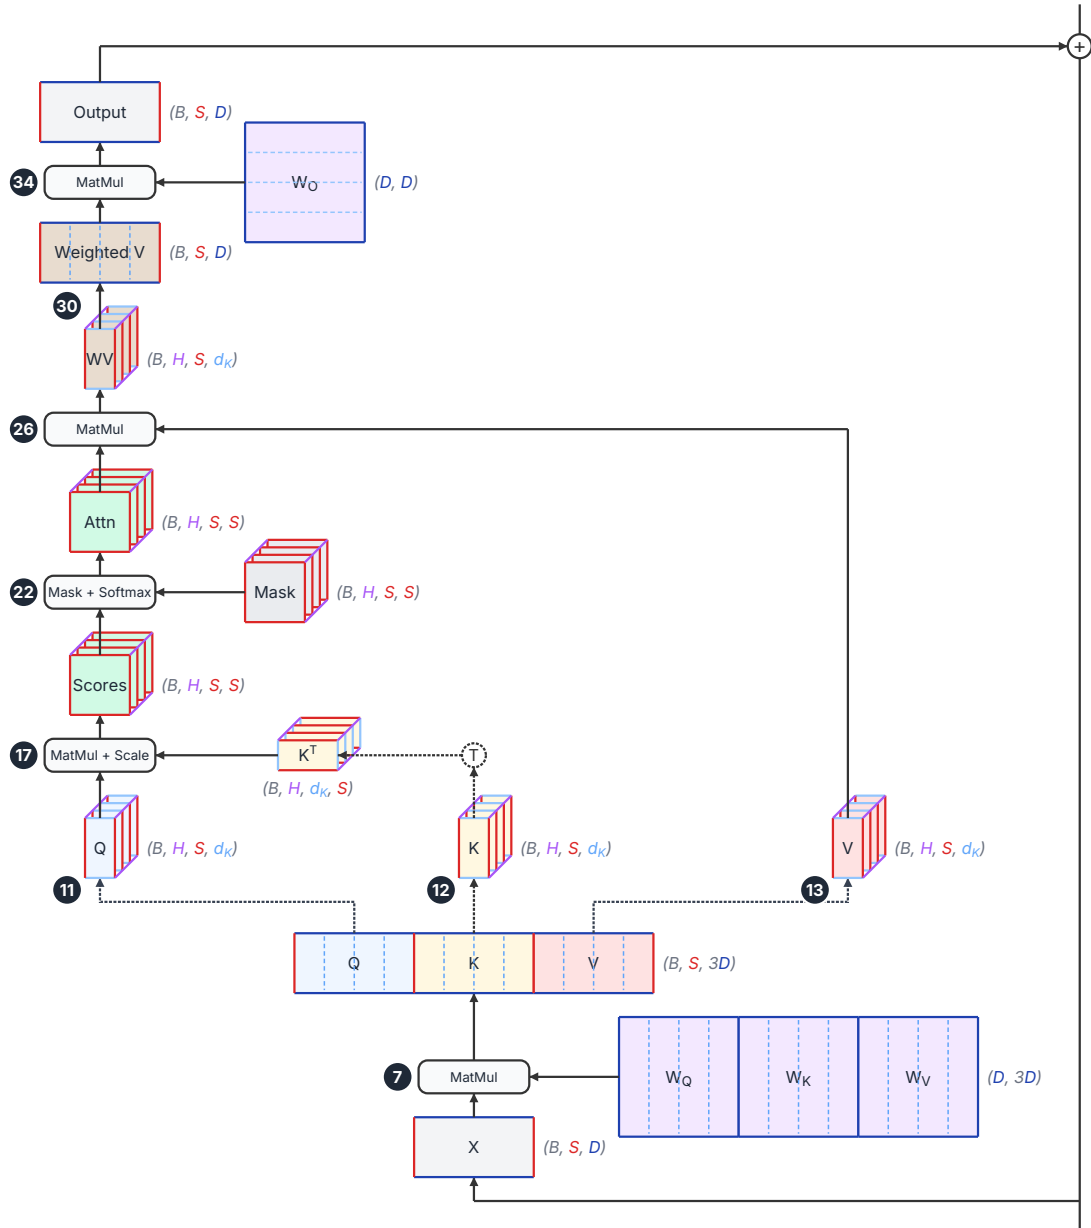 +
Output
(B, S, D)
34
MatMul
W_O
(D, D)
Weighted V
(B, S, D)
30
WV
(B, H, S, d_K)
26
MatMul
Attn
(B, H, S, S)
22
Mask + Softmax
Mask
(B, H, S, S)
Scores
(B, H, S, S)
17
MatMul + Scale
K^T
T
(B, H, d_K, S)
Q
(B, H, S, d_K)
K
(B, H, S, d_K)
V
(B, H, S, d_K)
11
12
13
Q
K
V
(B, S, 3D)
7
MatMul
W_Q
W_K
W_V
(D, 3D)
X
(B, S, D)